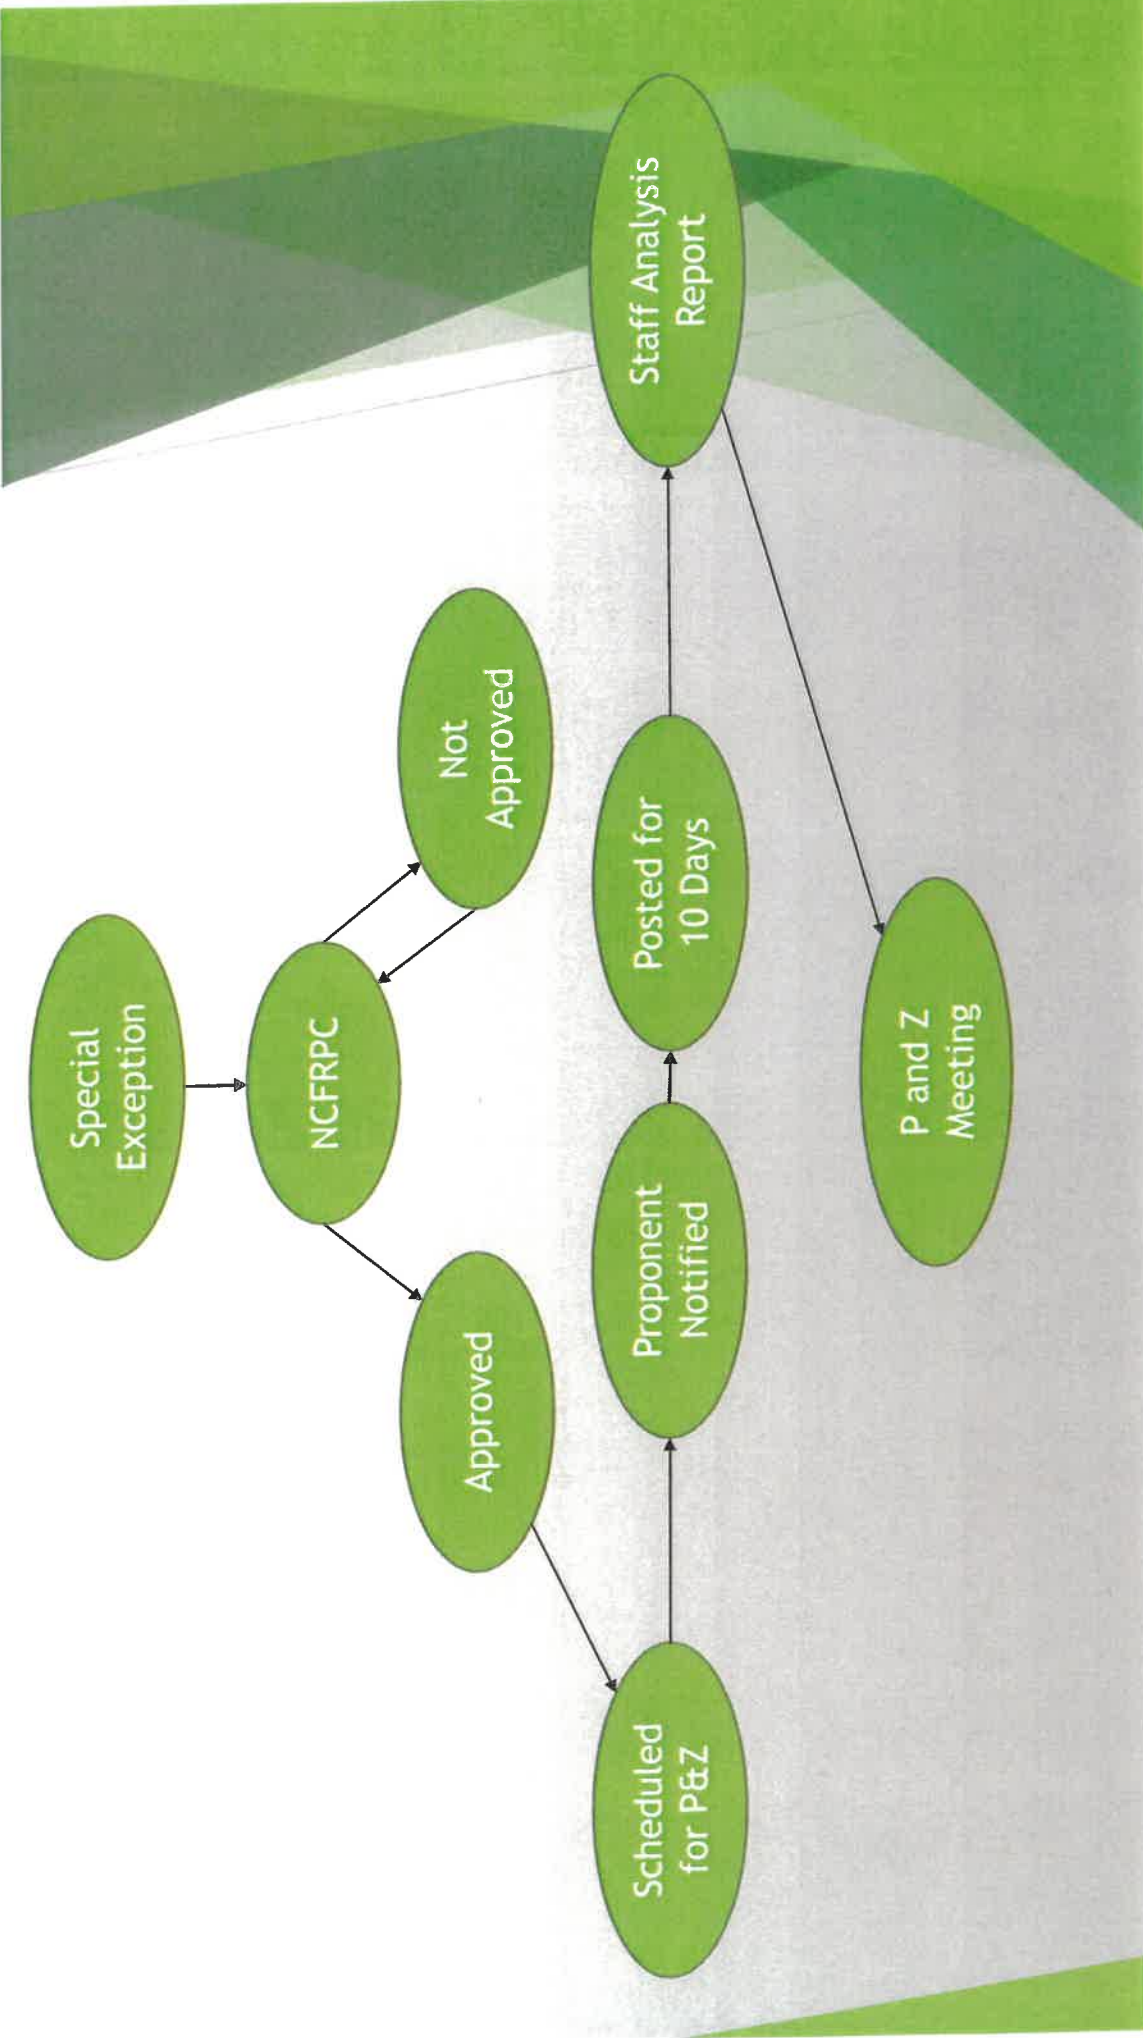 Special
Exception
NCFRPC
Approved
Not
Approved
Scheduled
for P&Z
Proponent
Notified
Posted for
10 Days
Staff Analysis
Report
P and Z
Meeting